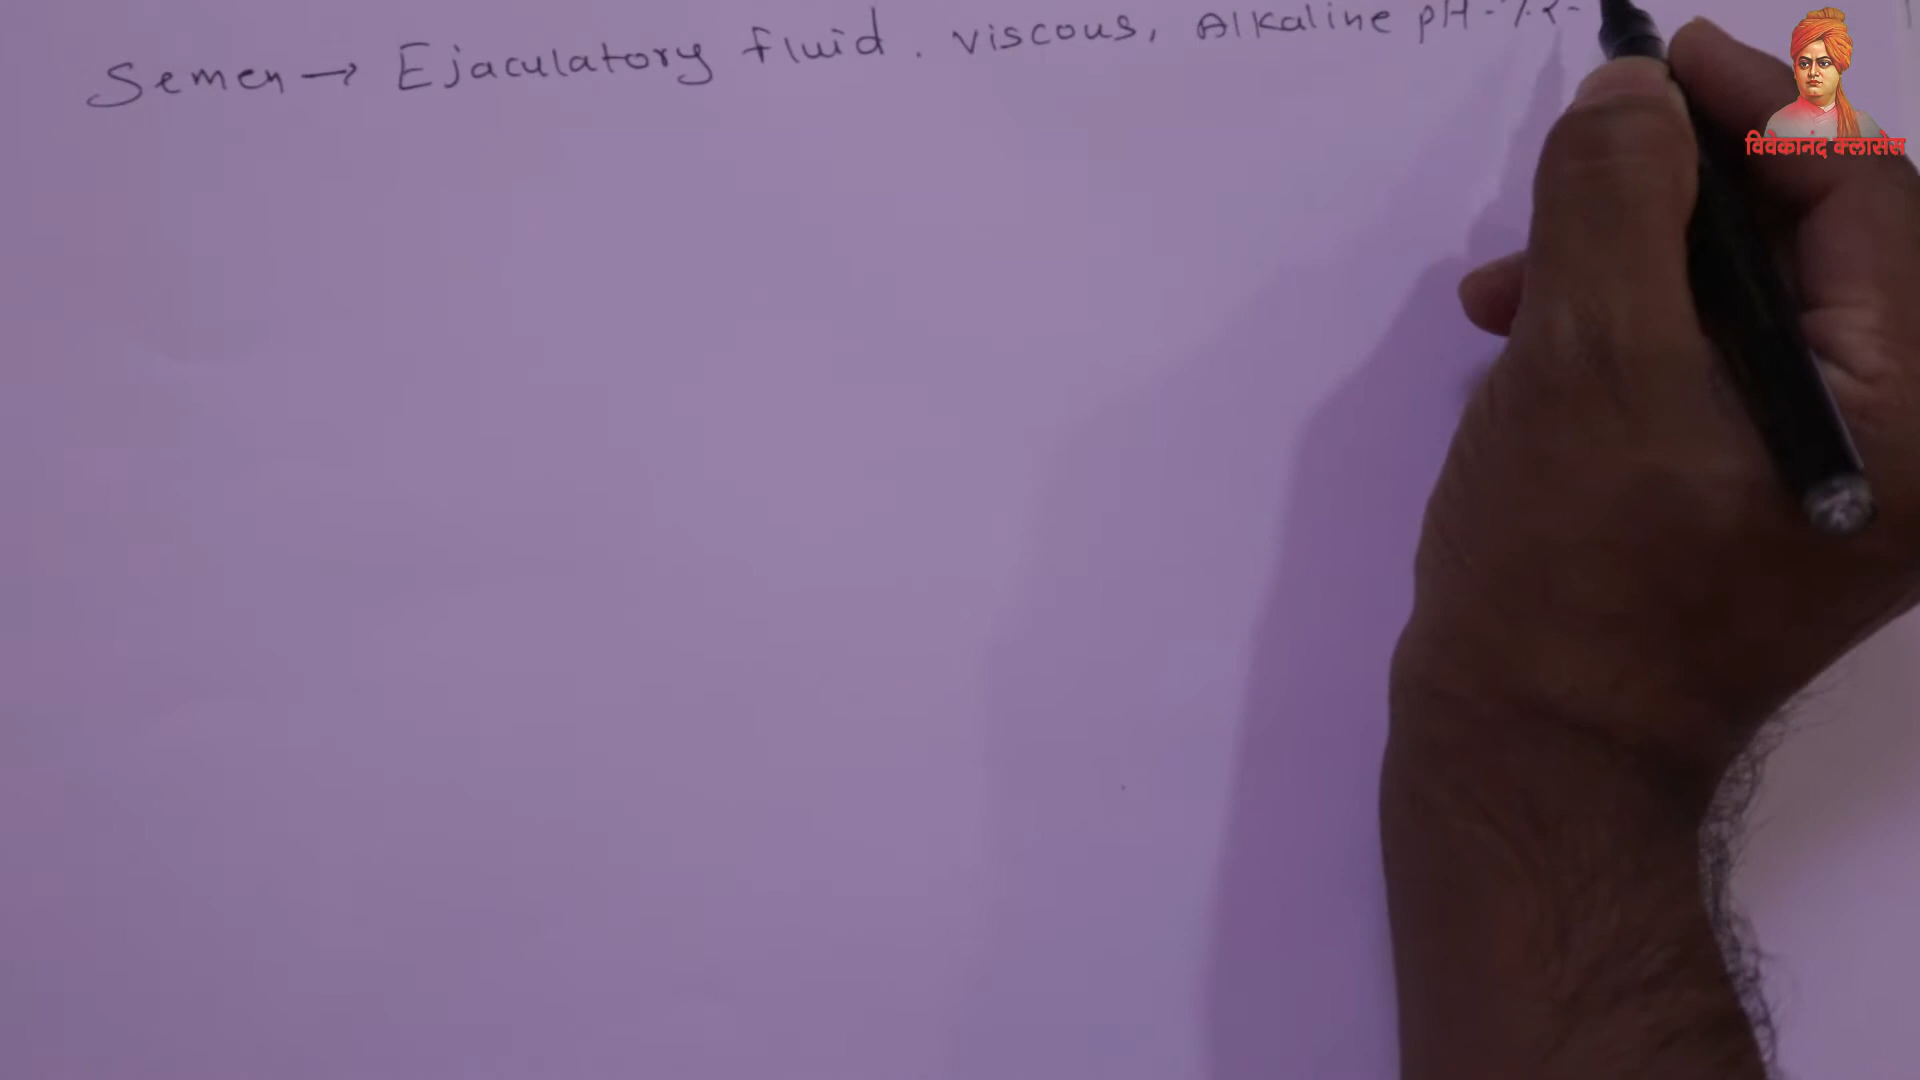 Semen → Ejaculatory fluid. Viscous, Alkaline pH-7.2-
विवेकानंद क्लासेस